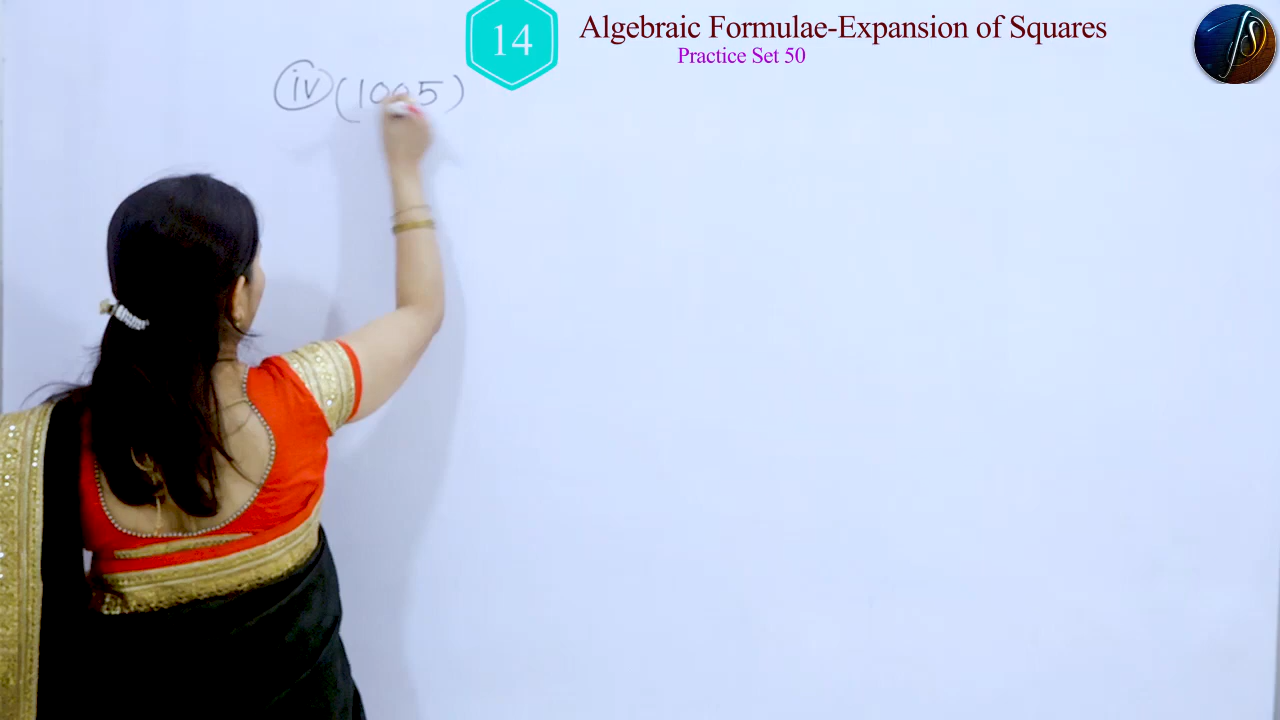 14
Algebraic Formulae-Expansion of Squares
Practice Set 50
iv (1005)